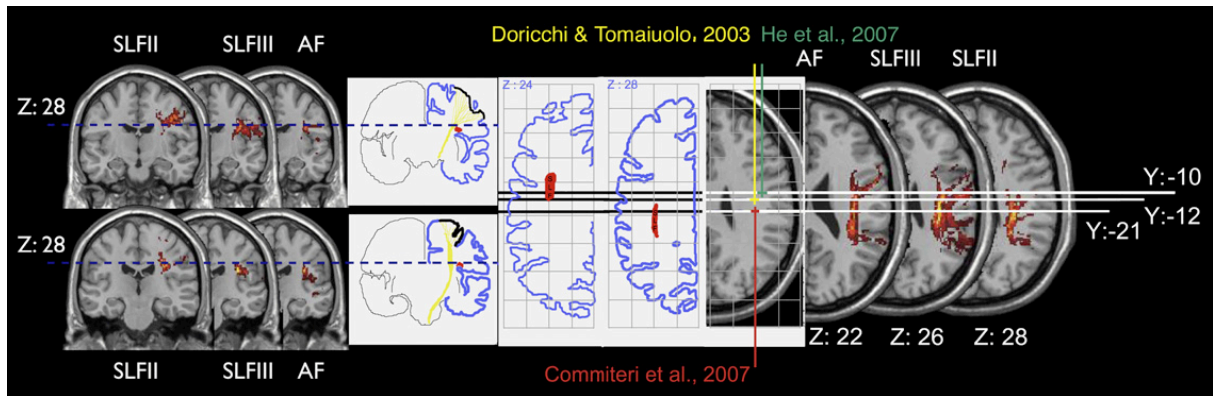 Doricchi & Tomaiuolo, 2003 He et al., 2007
SLFII SLFIII AF
AF SLFIII SLFII
Z: 28
Z: 24
Z: 28
Y:-10
Y:-12
Y:-21
Z: 28
Z: 22 Z: 26 Z: 28
SLFII SLFIII AF
Commiteri et al., 2007